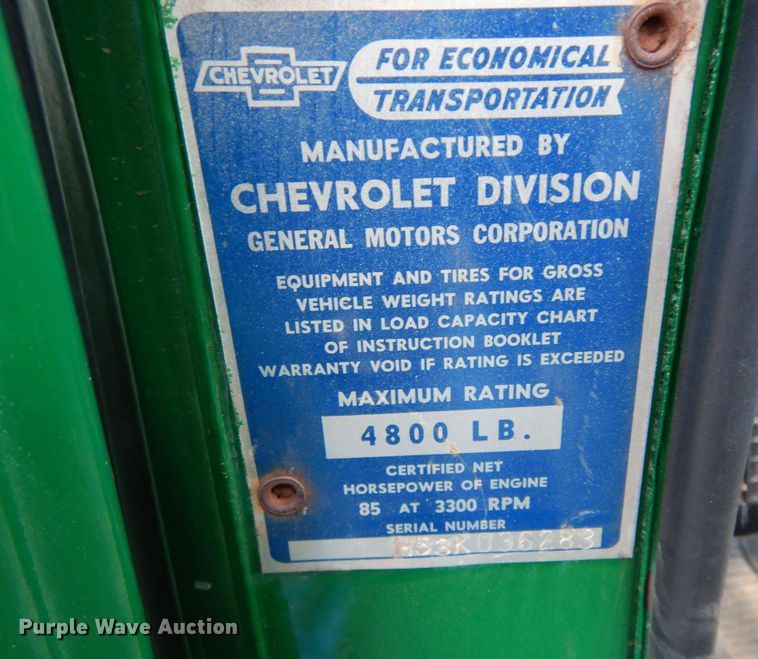 CHEVROLET
FOR ECONOMICAL
TRANSPORTATION
MANUFACTURED BY
CHEVROLET DIVISION
GENERAL MOTORS CORPORATION
EQUIPMENT AND TIRES FOR GROSS
VEHICLE WEIGHT RATINGS ARE
LISTED IN LOAD CAPACITY CHART
OF INSTRUCTION BOOKLET
WARRANTY VOID IF RATING IS EXCEEDED
MAXIMUM RATING
4800 LB.
CERTIFIED NET
HORSEPOWER OF ENGINE
85 AT 3300 RPM
SERIAL NUMBER
H53K036283
Purple Wave Auction